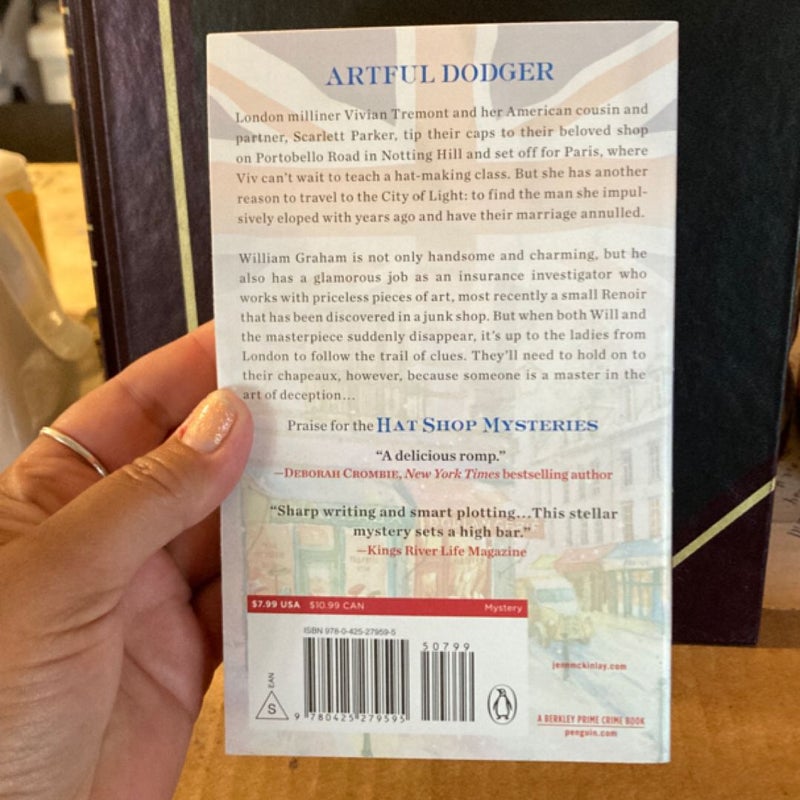 ARTFUL DODGER
London milliner Vivian Tremont and her American cousin and
partner, Scarlett Parker, tip their caps to their beloved shop
on Portobello Road in Notting Hill and set off for Paris, where
Viv can't wait to teach a hat-making class. But she has another
reason to travel to the City of Light: to find the man she impul-
sively eloped with years ago and have their marriage annulled.
William Graham is not only handsome and charming, but he
also has a glamorous job as an insurance investigator who
works with priceless pieces of art, most recently a small Renoir
that has been discovered in a junk shop. But when both Will and
the masterpiece suddenly disappear, it's up to the ladies from
London to follow the trail of clues. They'll need to hold on to
their chapeaux, however, because someone is a master in the
art of deception...
Praise for the HAT SHOP MYSTERIES
“A delicious romp.”
—DEBORAH CROMBIE, New York Times bestselling author
“Sharp writing and smart plotting...This stellar
mystery sets a high bar.”
—Kings River Life Magazine
$7.99 USA $10.99 CAN Mystery
ISBN 978-0-425-27959-5
50799
EAN
S
9 780425 279595
jennmckinlay.com
A BERKLEY PRIME CRIME BOOK
penguin.com